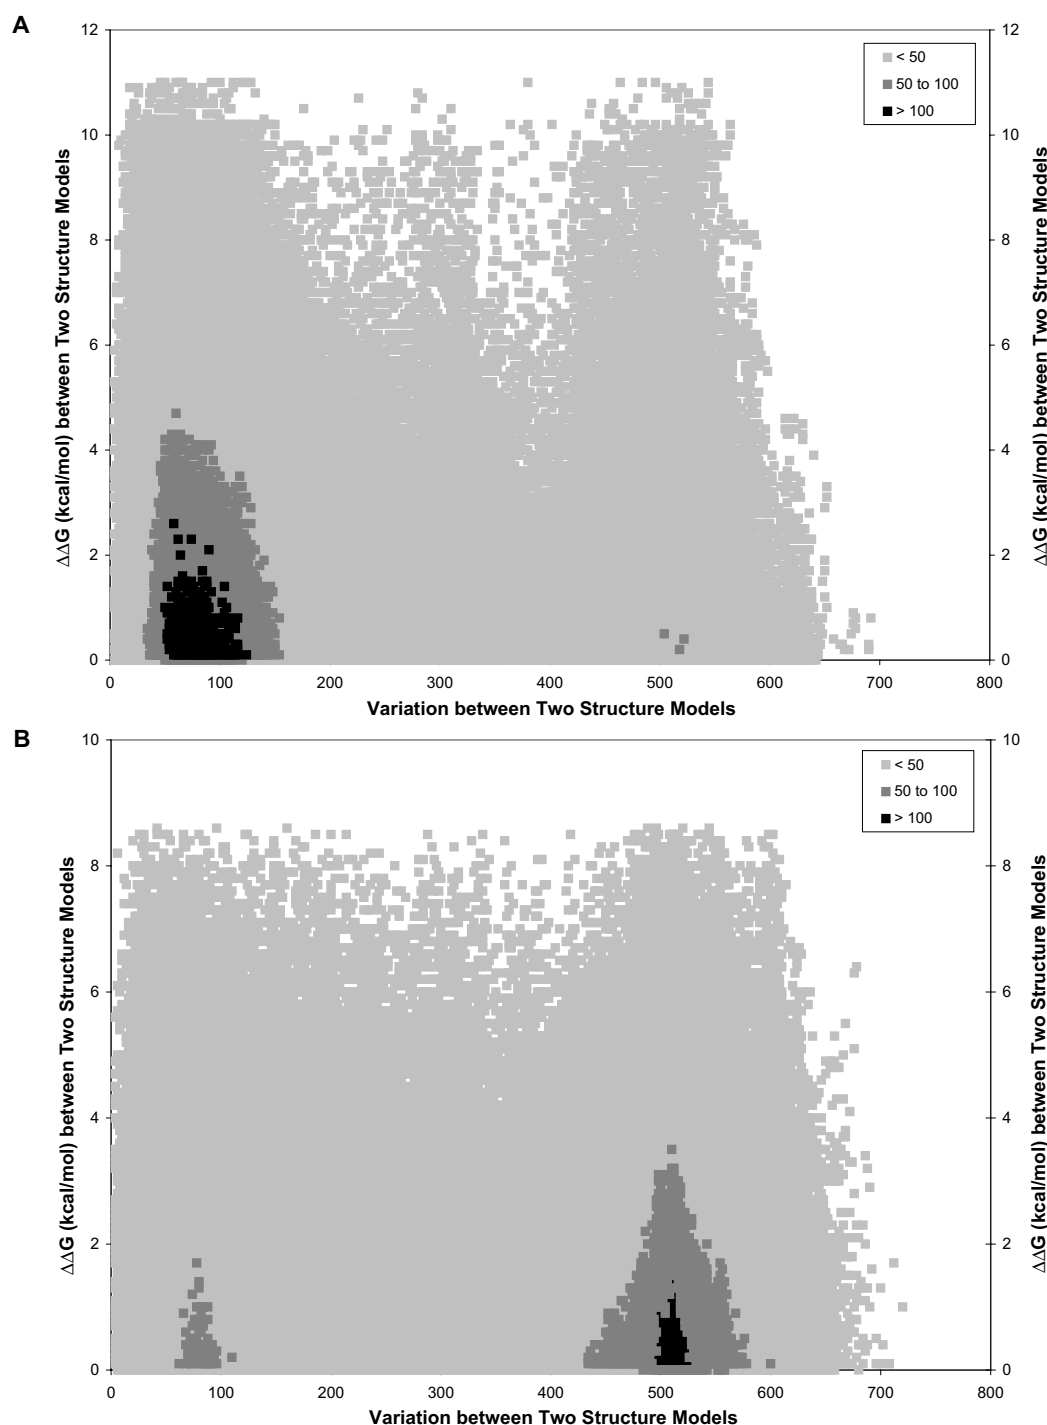 A
ΔΔG (kcal/mol) between Two Structure Models
12
10
8
6
4
2
0
12
10
8
6
4
2
0
ΔΔG (kcal/mol) between Two Structure Models
< 50
50 to 100
> 100
0 100 200 300 400 500 600 700 800
Variation between Two Structure Models
B
ΔΔG (kcal/mol) between Two Structure Models
10
8
6
4
2
0
10
8
6
4
2
0
ΔΔG (kcal/mol) between Two Structure Models
< 50
50 to 100
> 100
0 100 200 300 400 500 600 700 800
Variation between Two Structure Models